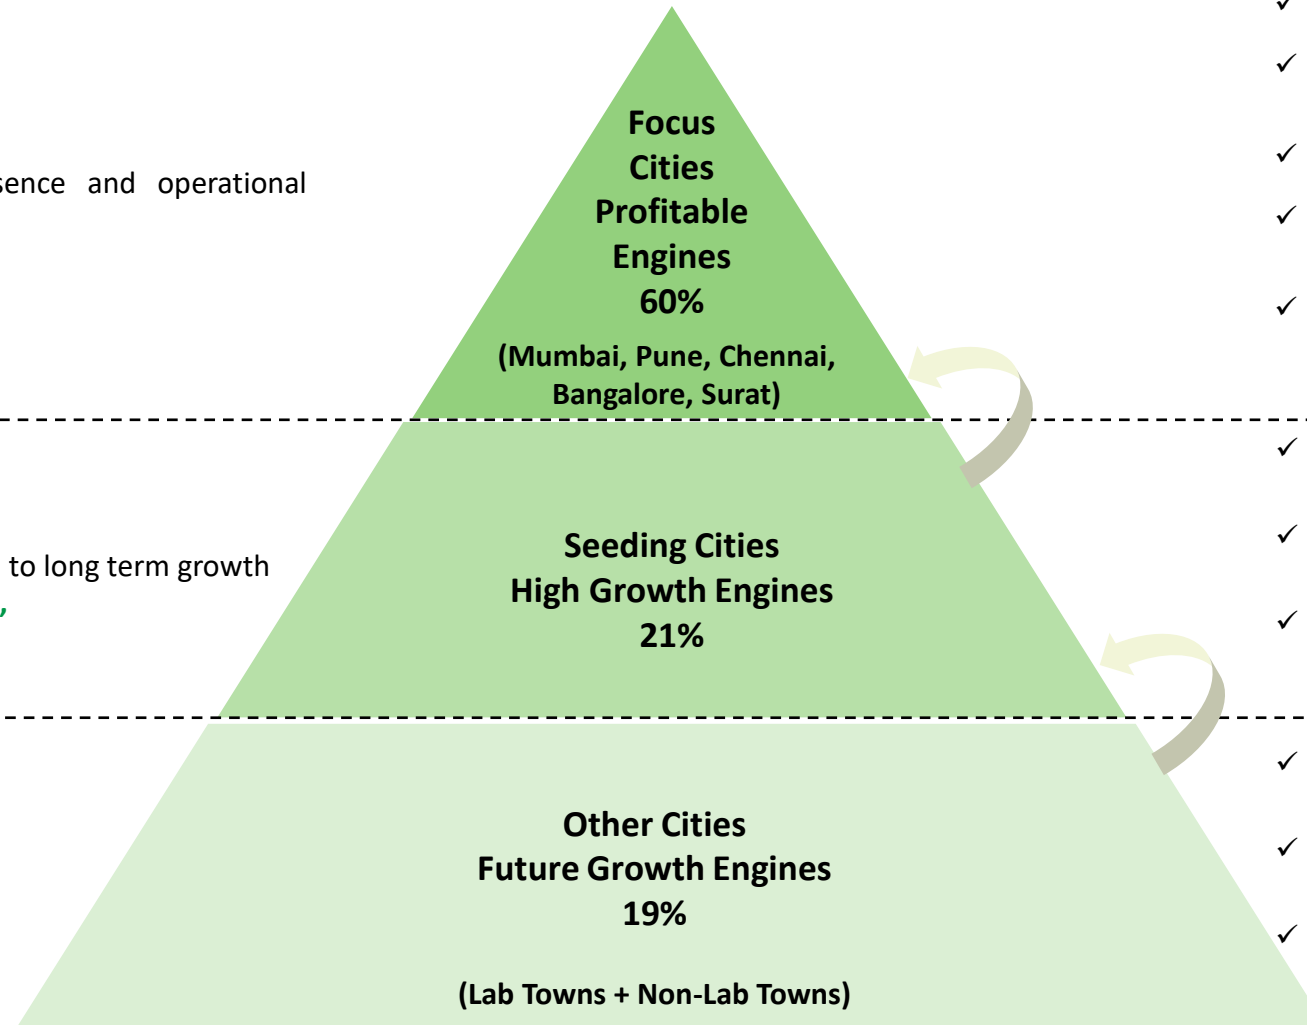 Focus
Cities
Profitable
Engines
60%
(Mumbai, Pune, Chennai,
Bangalore, Surat)
and operational
Seeding Cities
High Growth Engines
21%
to long term growth
Other Cities
Future Growth Engines
19%
(Lab Towns + Non-Lab Towns)